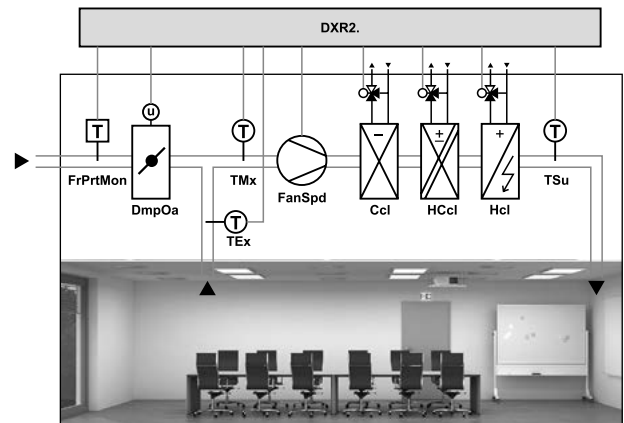 DXR2.
u
T
T
T
FrPrtMon
DmpOa
TMx
FanSpd
Ccl
HCcl
Hcl
TSu
T
TEx